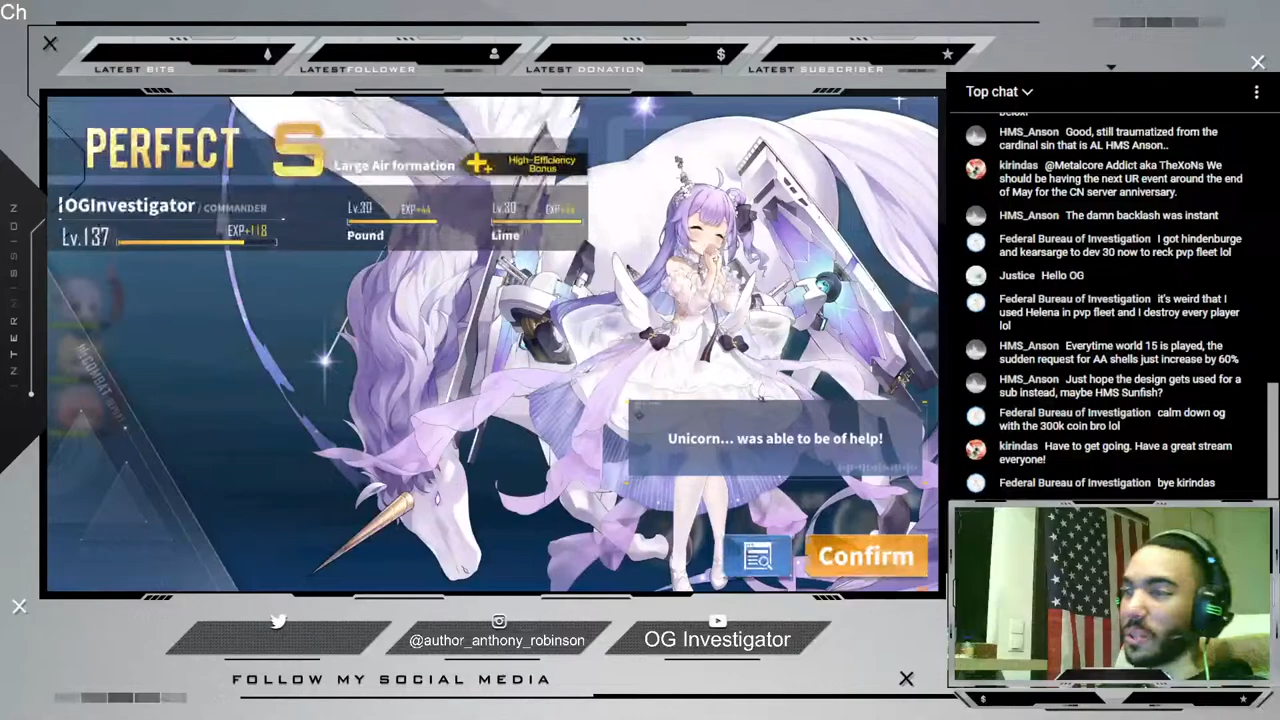 Ch
LATEST BITS
LATEST FOLLOWER
$
LATEST DONATION
LATEST SUBSCRIBER
INTERMISSION
PERFECT S
Large Air formation
High-Efficiency
Bonus
!OGInvestigator / COMMANDER
Lv.137
EXP+118
Lv.30
EXP+44
Pound
Lv.30
Lime
Unicorn... was able to be of help!
Confirm
Top chat
HMS_Anson Good, still traumatized from the
cardinal sin that is AL HMS Anson..
kirindas @Metalcore Addict aka TheXoNs We
should be having the next UR event around the end
of May for the CN server anniversary.
HMS_Anson The damn backlash was instant
Federal Bureau of Investigation I got hindenburge
and kearsarge to dev 30 now to reck pvp fleet lol
Justice Hello OG
Federal Bureau of Investigation it's weird that I
used Helena in pvp fleet and I destroy every player
lol
HMS_Anson Everytime world 15 is played, the
sudden request for AA shells just increase by 60%
HMS_Anson Just hope the design gets used for a
sub instead, maybe HMS Sunfish?
Federal Bureau of Investigation calm down og
with the 300k coin bro lol
kirindas Have to get going. Have a great stream
everyone!
Federal Bureau of Investigation bye kirindas
@author_anthony_robinson
OG Investigator
FOLLOW MY SOCIAL MEDIA
$